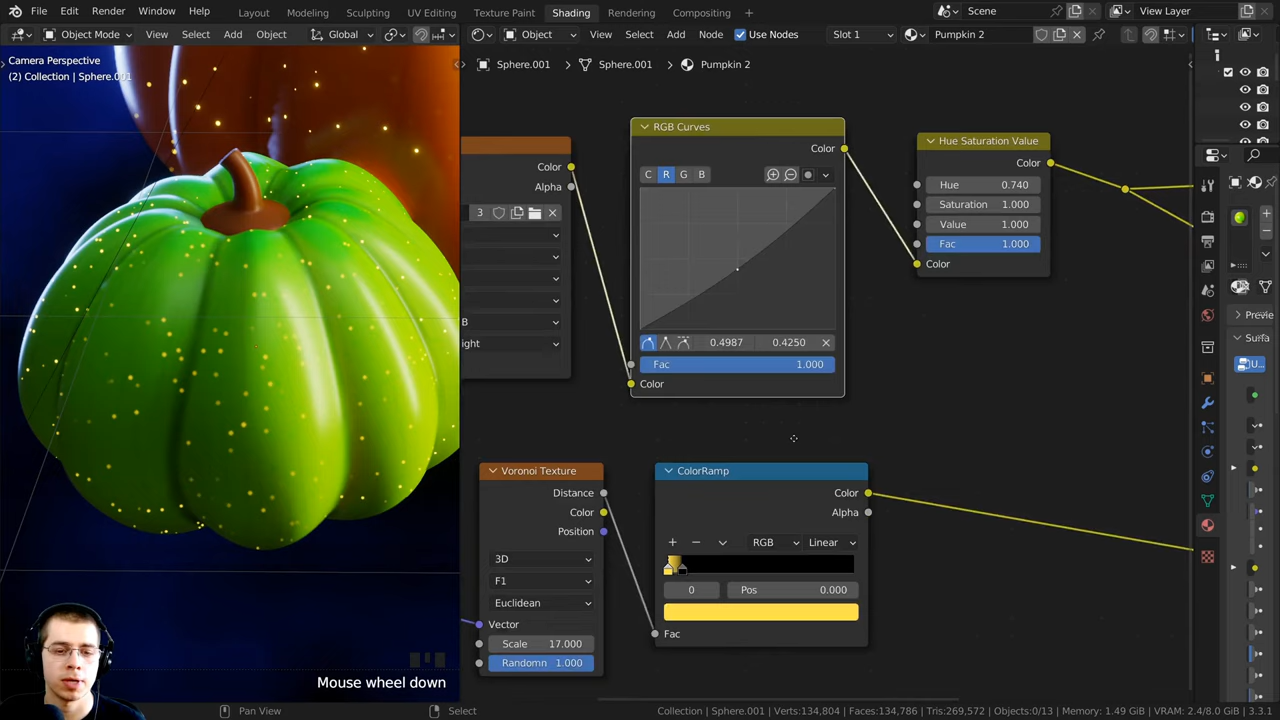 File Edit Render Window Help Layout Modeling Sculpting UV Editing Texture Paint Shading Rendering Compositing + Scene View Layer
Object Mode View Select Add Object Global Object View Select Add Node Use Nodes Slot 1 Pumpkin 2
Camera Perspective
(2) Collection | Sphere.001
Sphere.001 > Sphere.001 > Pumpkin 2
Color
Alpha
3
B
ight
RGB Curves
Color
C R G B
0.4987 0.4250
Fac 1.000
Color
Hue Saturation Value
Color
Hue 0.740
Saturation 1.000
Value 1.000
Fac 1.000
Color
Voronoi Texture
Distance
Color
Position
3D
F1
Euclidean
Vector
Scale 17.000
Randomn 1.000
ColorRamp
Color
Alpha
RGB Linear
0 Pos 0.000
Fac
Previe
Surfa
U...
Mouse wheel down
Pan View Select Collection | Sphere.001 | Verts:134,804 | Faces:134,786 | Tris:269,572 | Objects:0/13 | Memory: 1.49 GiB | VRAM: 2.4/8.0 GiB | 3.3.1